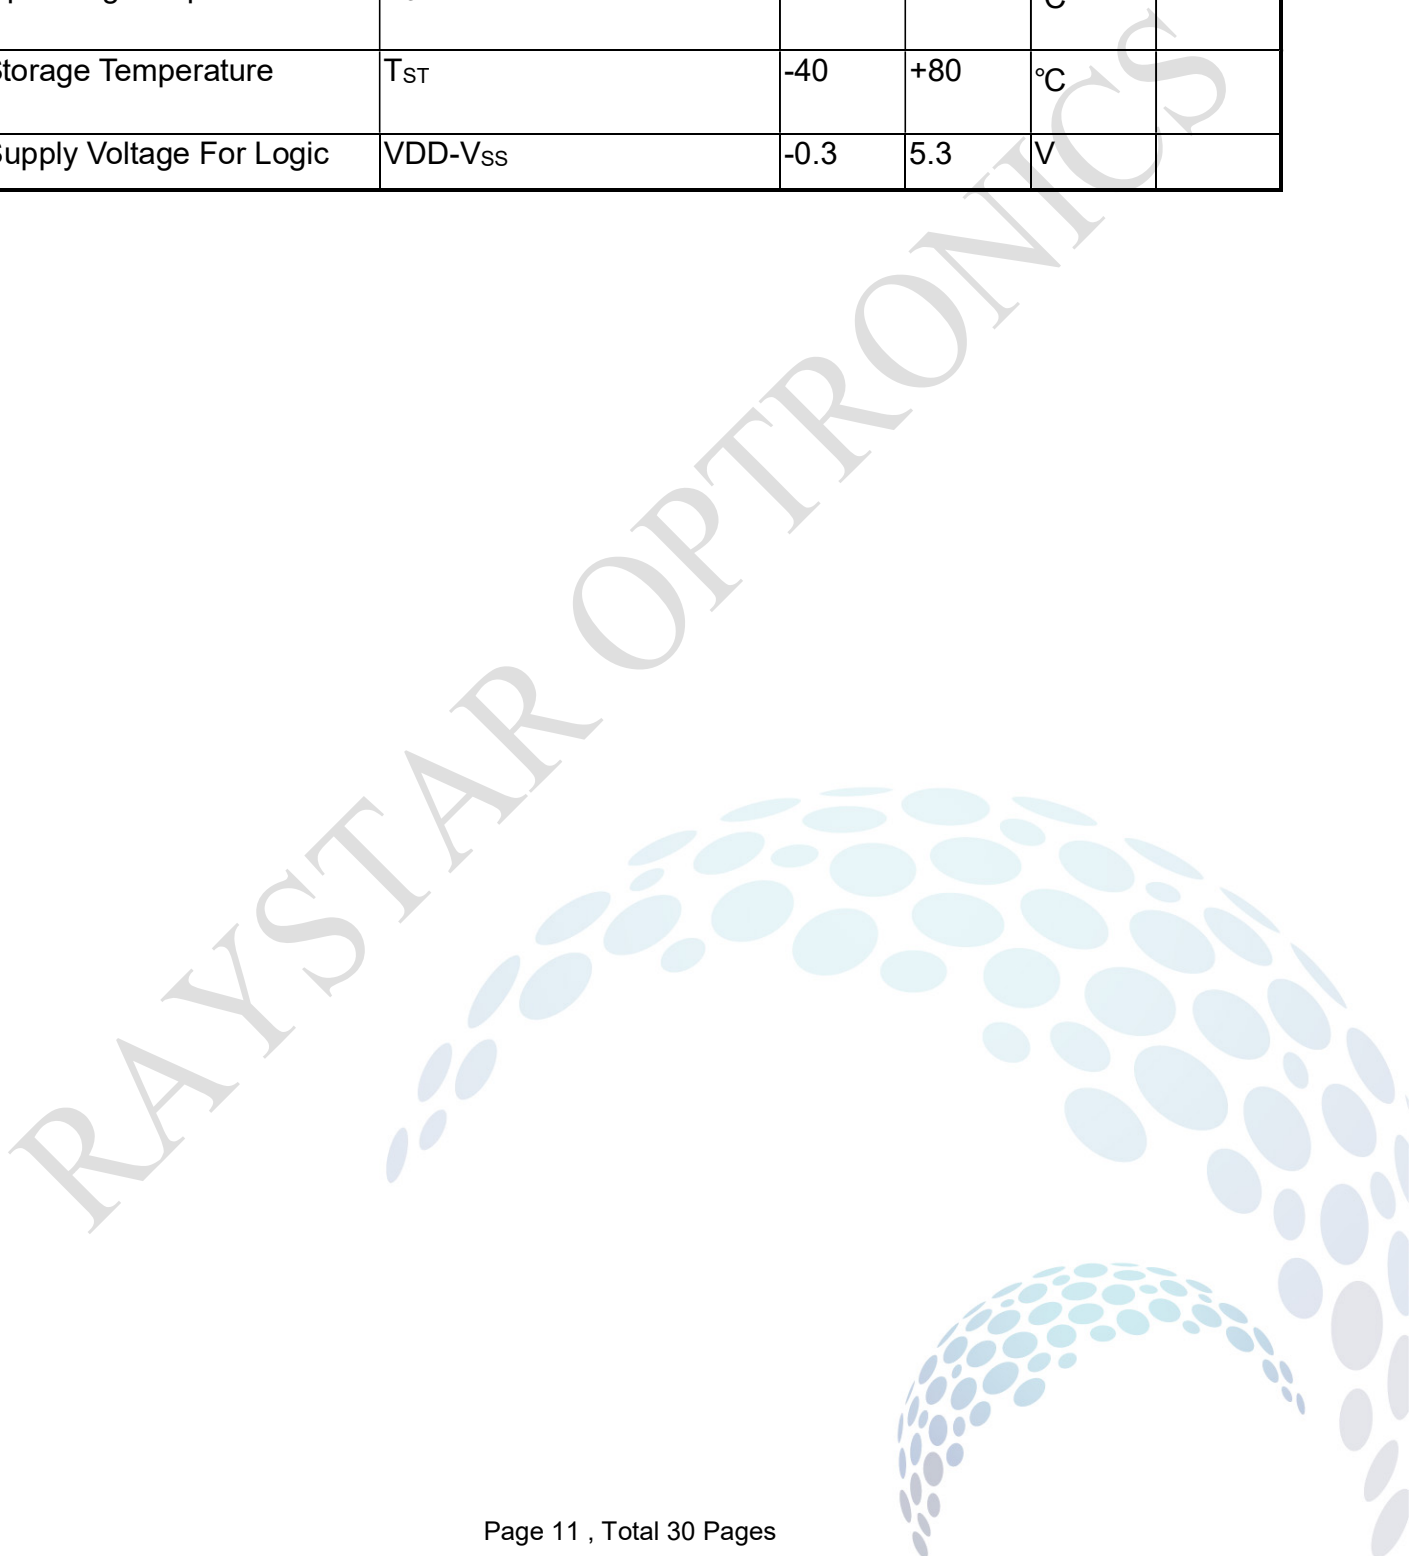 ℃
Storage Temperature TST -40 +80 ℃
Supply Voltage For Logic VDD-VSS -0.3 5.3 V
RAYSTAR OPTRONICS
Page 11 , Total 30 Pages